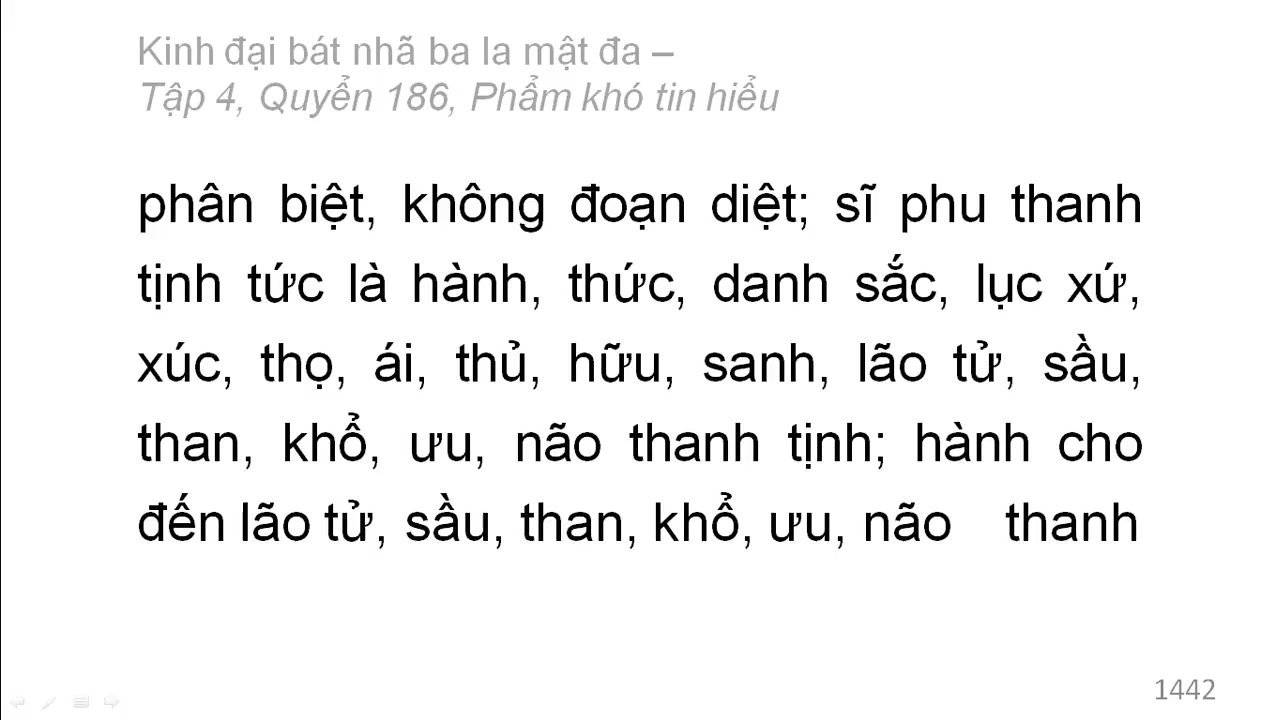 Kinh đại bát nhã ba la mật đa –
Tập 4, Quyển 186, Phẩm khó tin hiểu
phân biệt, không đoạn diệt; sĩ phu thanh
tịnh tức là hành, thức, danh sắc, lục xứ,
xúc, thọ, ái, thủ, hữu, sanh, lão tử, sầu,
than, khổ, ưu, não thanh tịnh; hành cho
đến lão tử, sầu, than, khổ, ưu, não thanh
1442